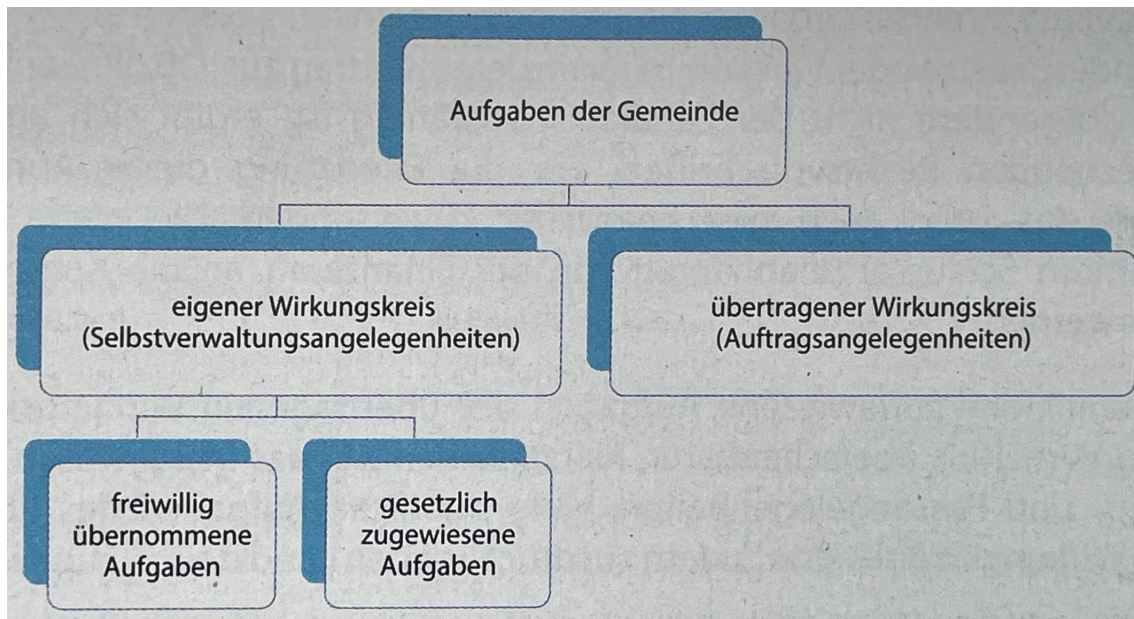 Aufgaben der Gemeinde
eigener Wirkungskreis
(Selbstverwaltungsangelegenheiten)
übertragener Wirkungskreis
(Auftragsangelegenheiten)
freiwillig
übernommene
Aufgaben
gesetzlich
zugewiesene
Aufgaben